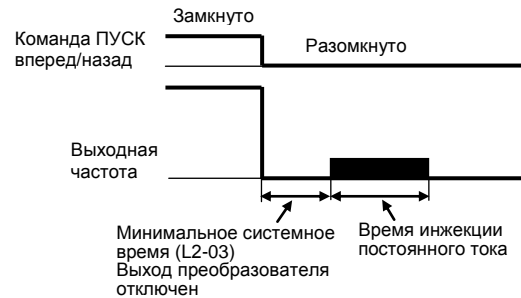 Замкнуто
Команда ПУСК
вперед/назад
Разомкнуто
Выходная
частота
Минимальное системное
время (L2-03)
Выход преобразователя
отключен
Время инжекции
постоянного тока